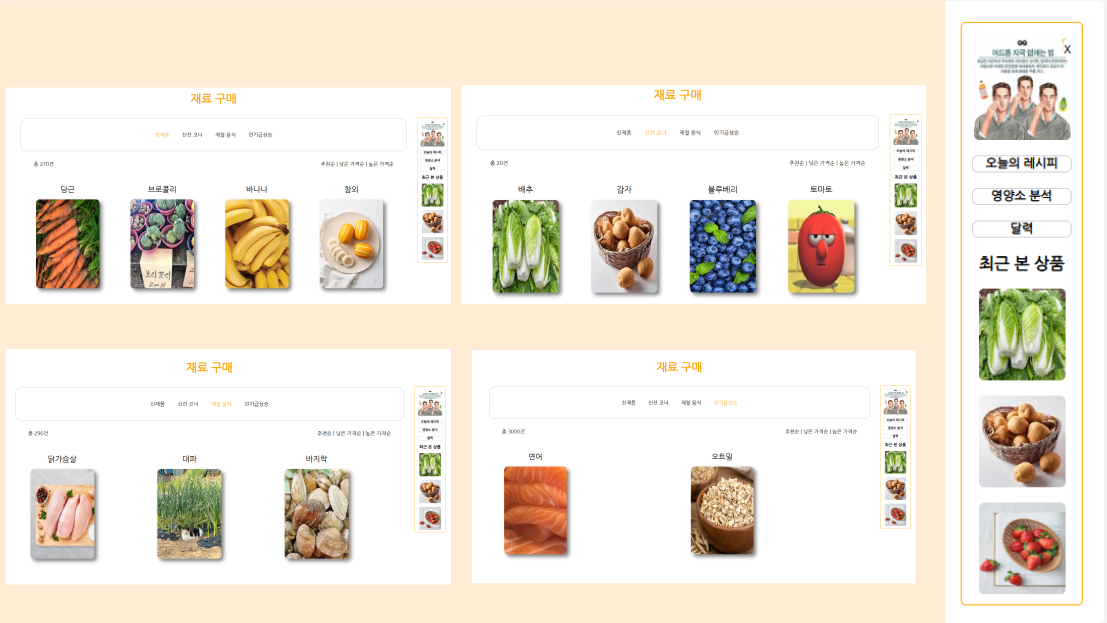 재료 구매
신제품 신선 코너 제철 음식 인기급상승
총 270건
추천순 | 낮은 가격순 | 높은 가격순
당근 브로콜리 바나나 참외
브로콜리
재료 구매
신제품 신선 코너 제철 음식 인기급상승
총 20건
추천순 | 낮은 가격순 | 높은 가격순
배추 감자 블루베리 토마토
재료 구매
신제품 신선 코너 제철 음식 인기급상승
총 290건
추천순 | 낮은 가격순 | 높은 가격순
닭가슴살 대파 바지락
재료 구매
신제품 신선 코너 제철 음식 인기급상승
총 3000건
추천순 | 낮은 가격순 | 높은 가격순
연어 오트밀
여드름 자국 없애는 법
X
오늘의 레시피
영양소 분석
달력
최근 본 상품